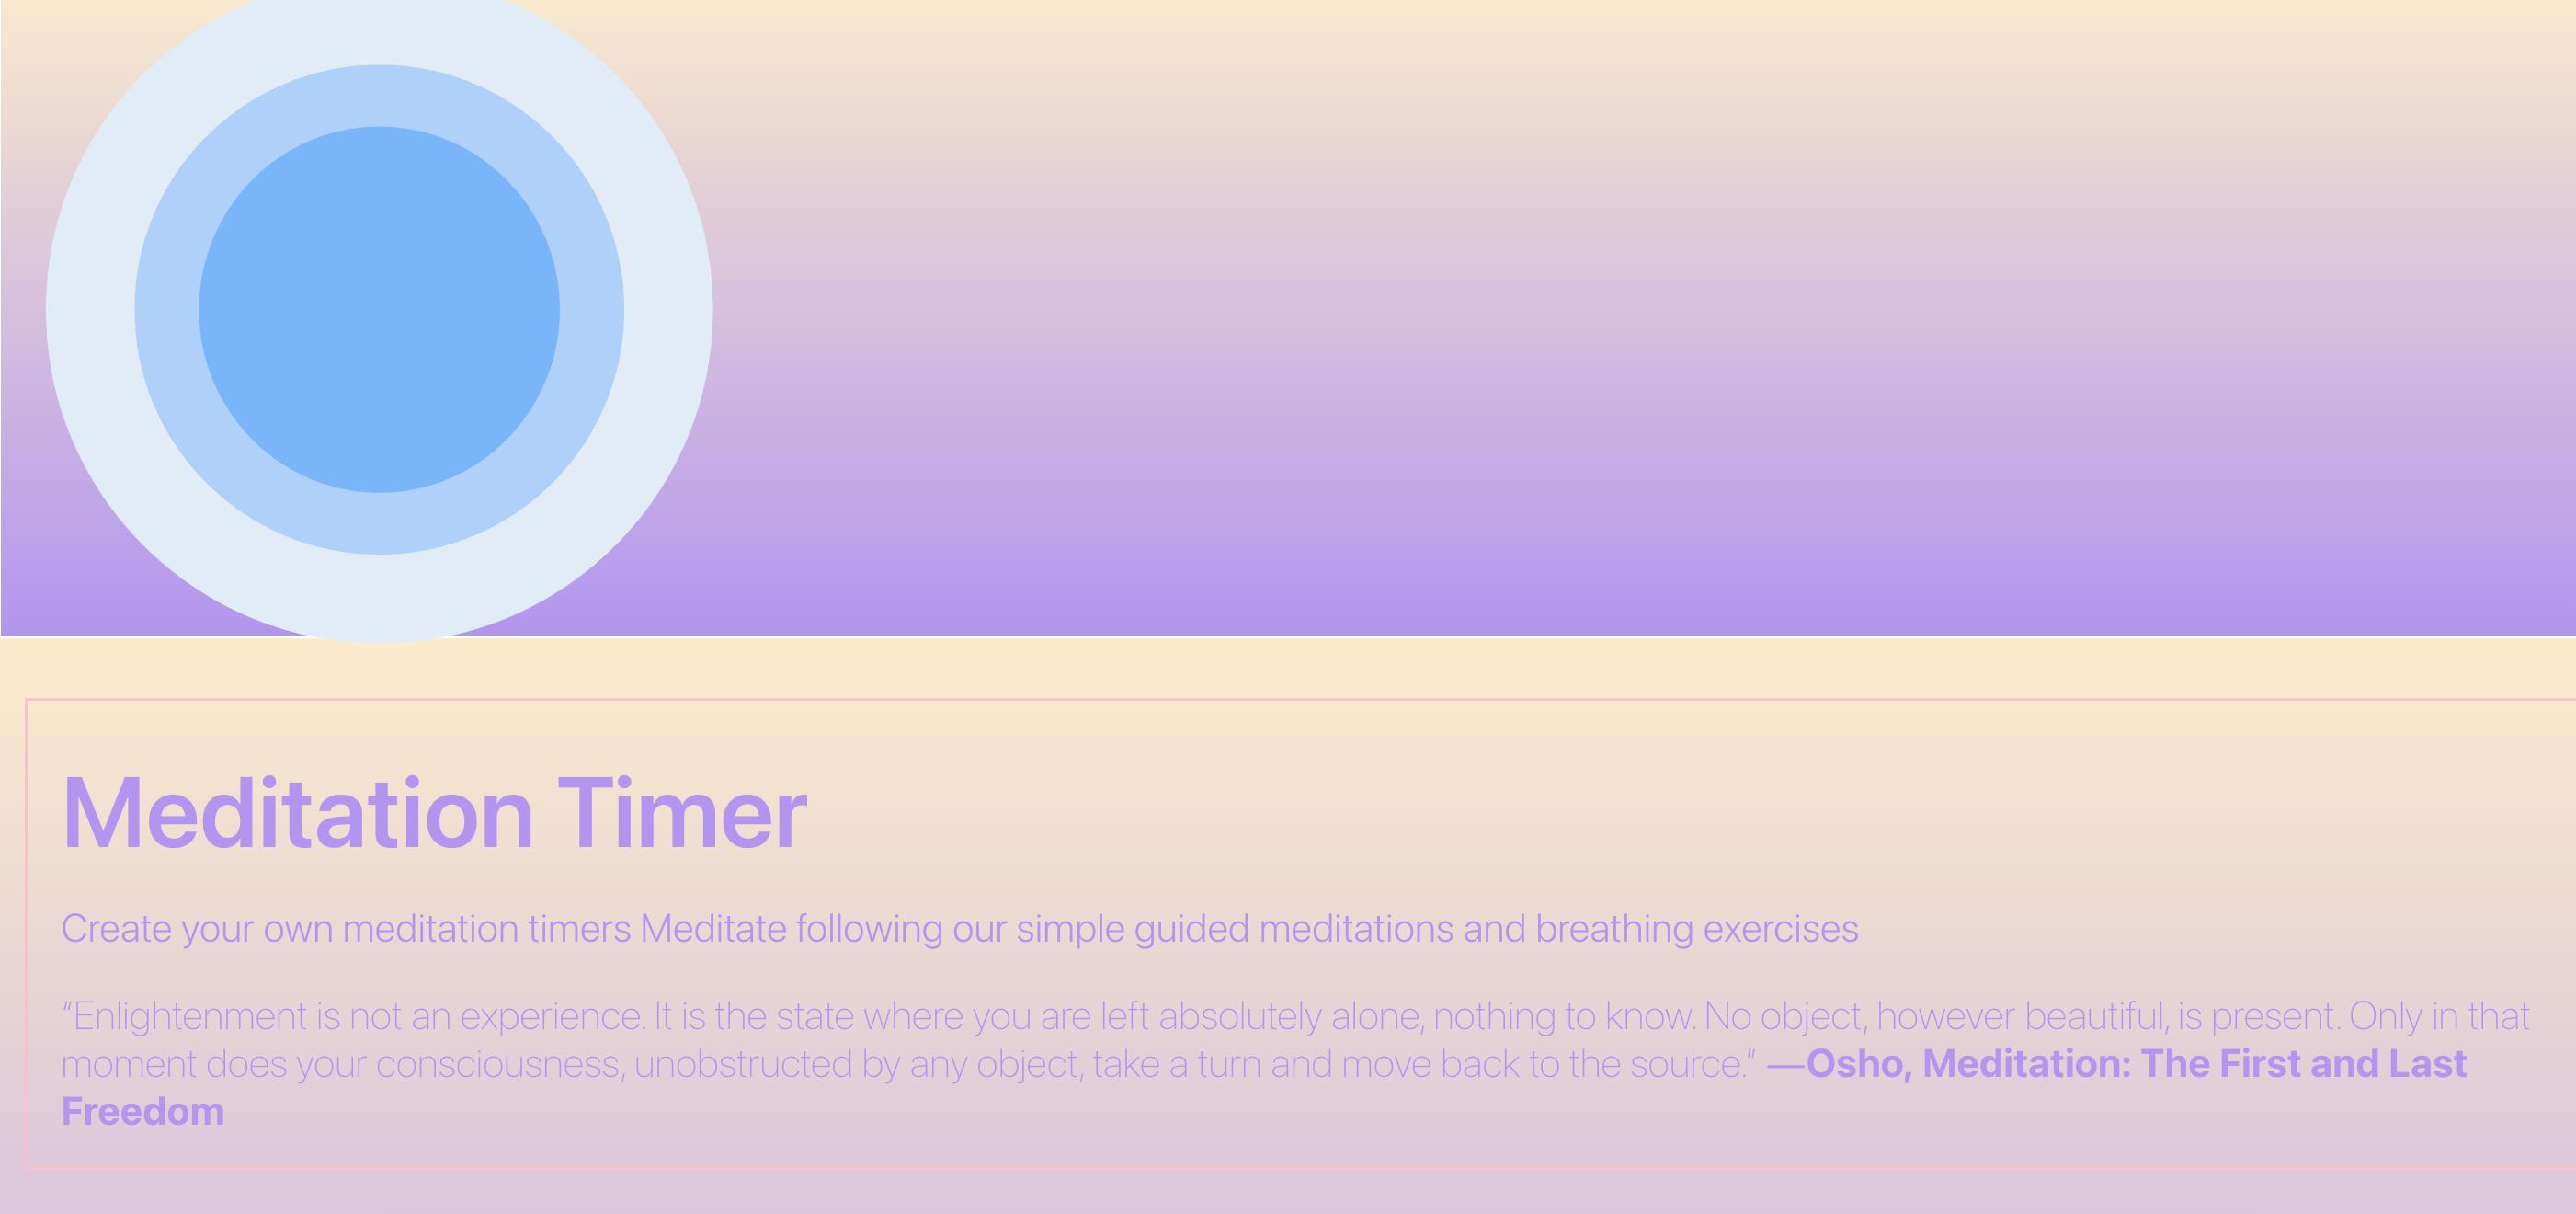 Meditation Timer
Create your own meditation timers Meditate following our simple guided meditations and breathing exercises
“Enlightenment is not an experience. It is the state where you are left absolutely alone, nothing to know. No object, however beautiful, is present. Only in that
moment does your consciousness, unobstructed by any object, take a turn and move back to the source.” —Osho, Meditation: The First and Last
Freedom